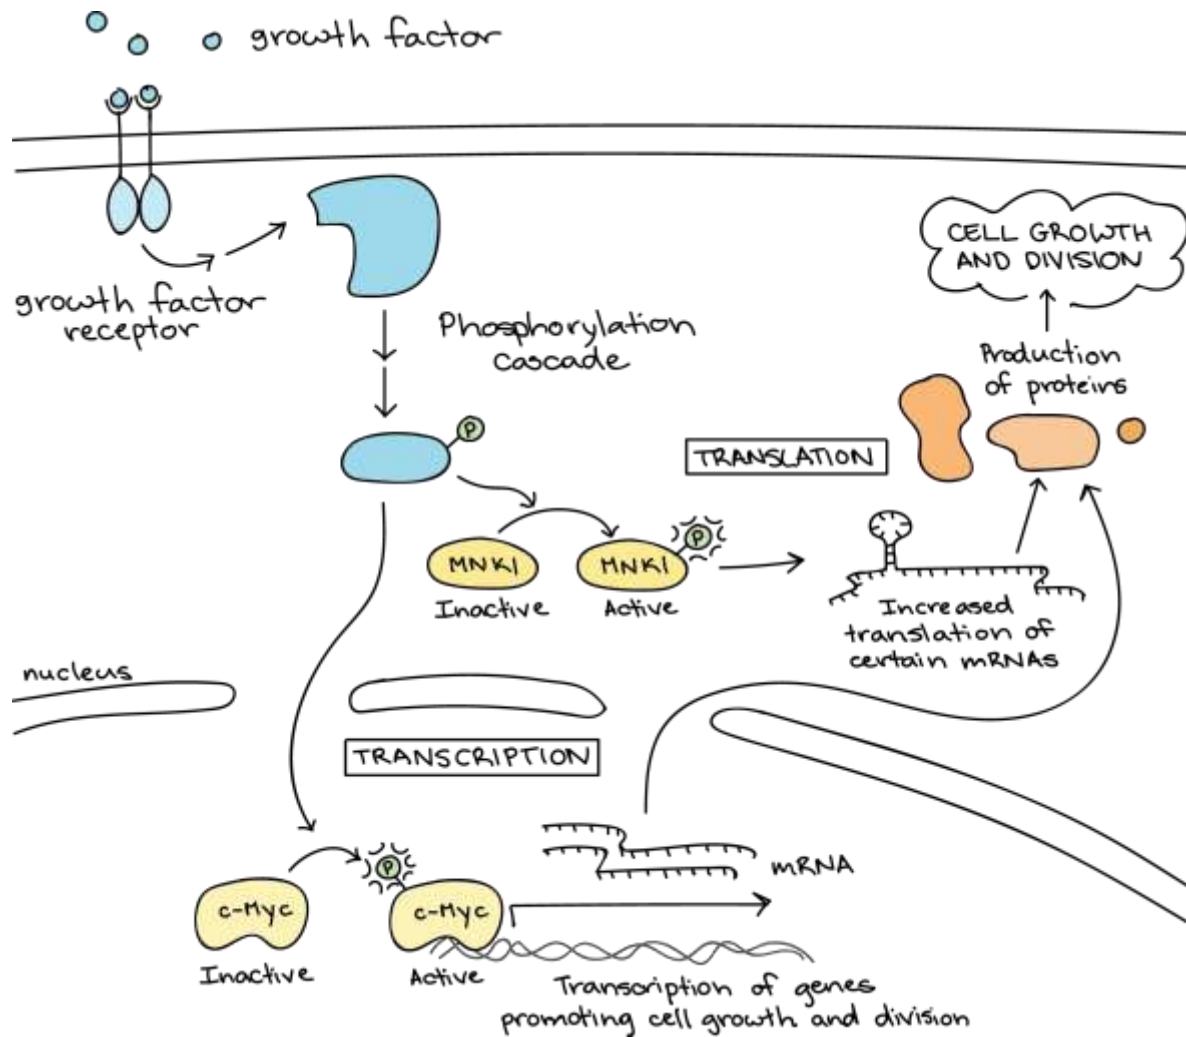 growth factor
growth factor
receptor
Phosphorylation
cascade
P
CELL GROWTH
AND DIVISION
Production
of proteins
TRANSLATION
MNK1
Inactive
MNK1
P
Active
Increased
translation of
certain mRNAs
nucleus
TRANSCRIPTION
mRNA
c-Myc
Inactive
P
c-Myc
Active
Transcription of genes
promoting cell growth and division